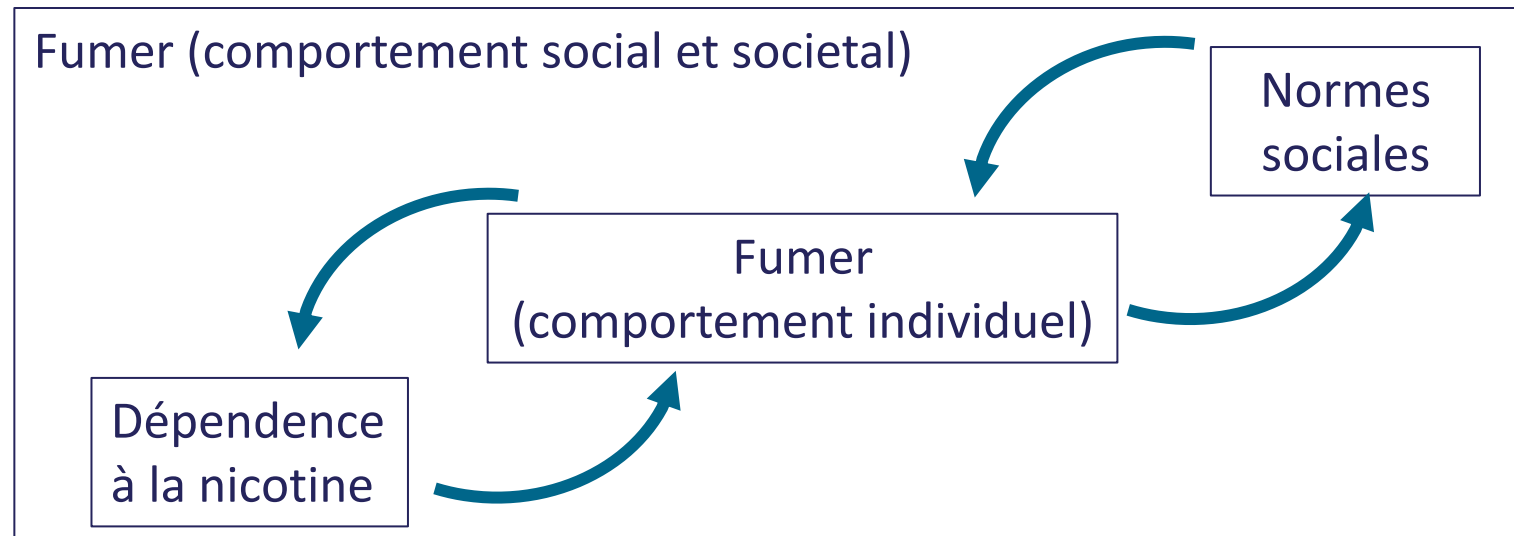 Fumer (comportement social et societal)
Normes
sociales
Fumer
(comportement individuel)
Dépendence
à la nicotine